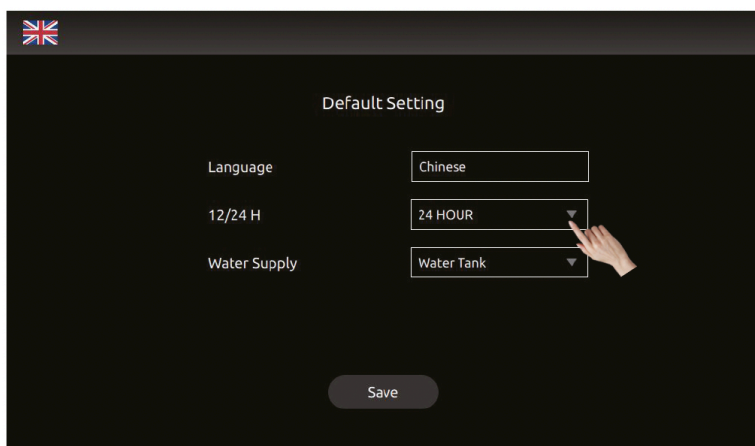 Default Setting
Language Chinese
12/24 H 24 HOUR
Water Supply Water Tank
Save